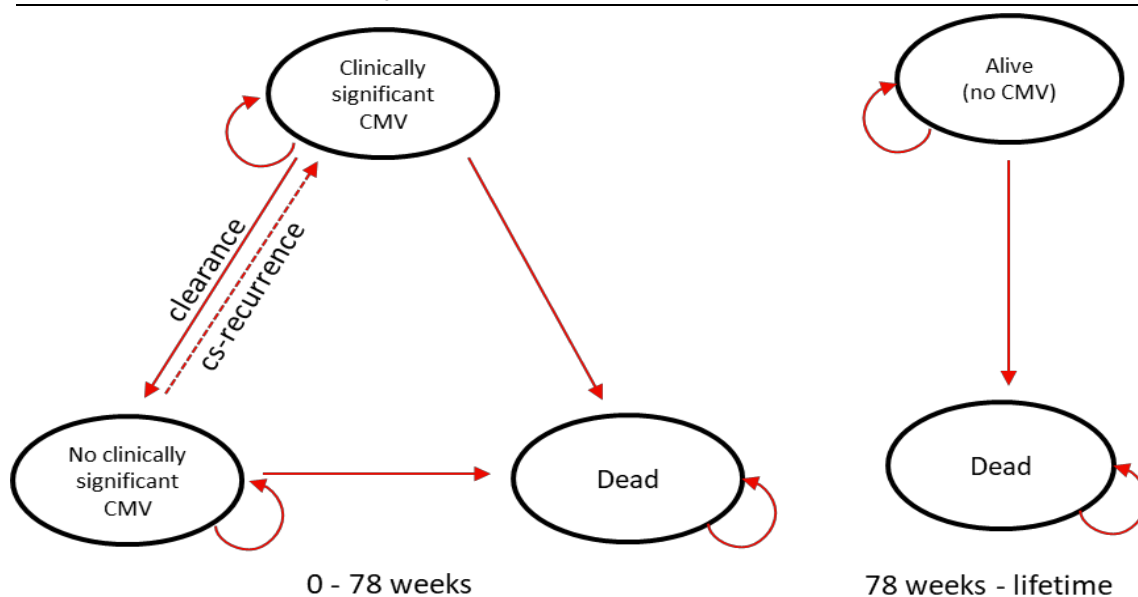 Clinically
significant
CMV
Alive
(no CMV)
clearance
cs-recurrence
No clinically
significant
CMV
Dead
Dead
0 - 78 weeks
78 weeks - lifetime